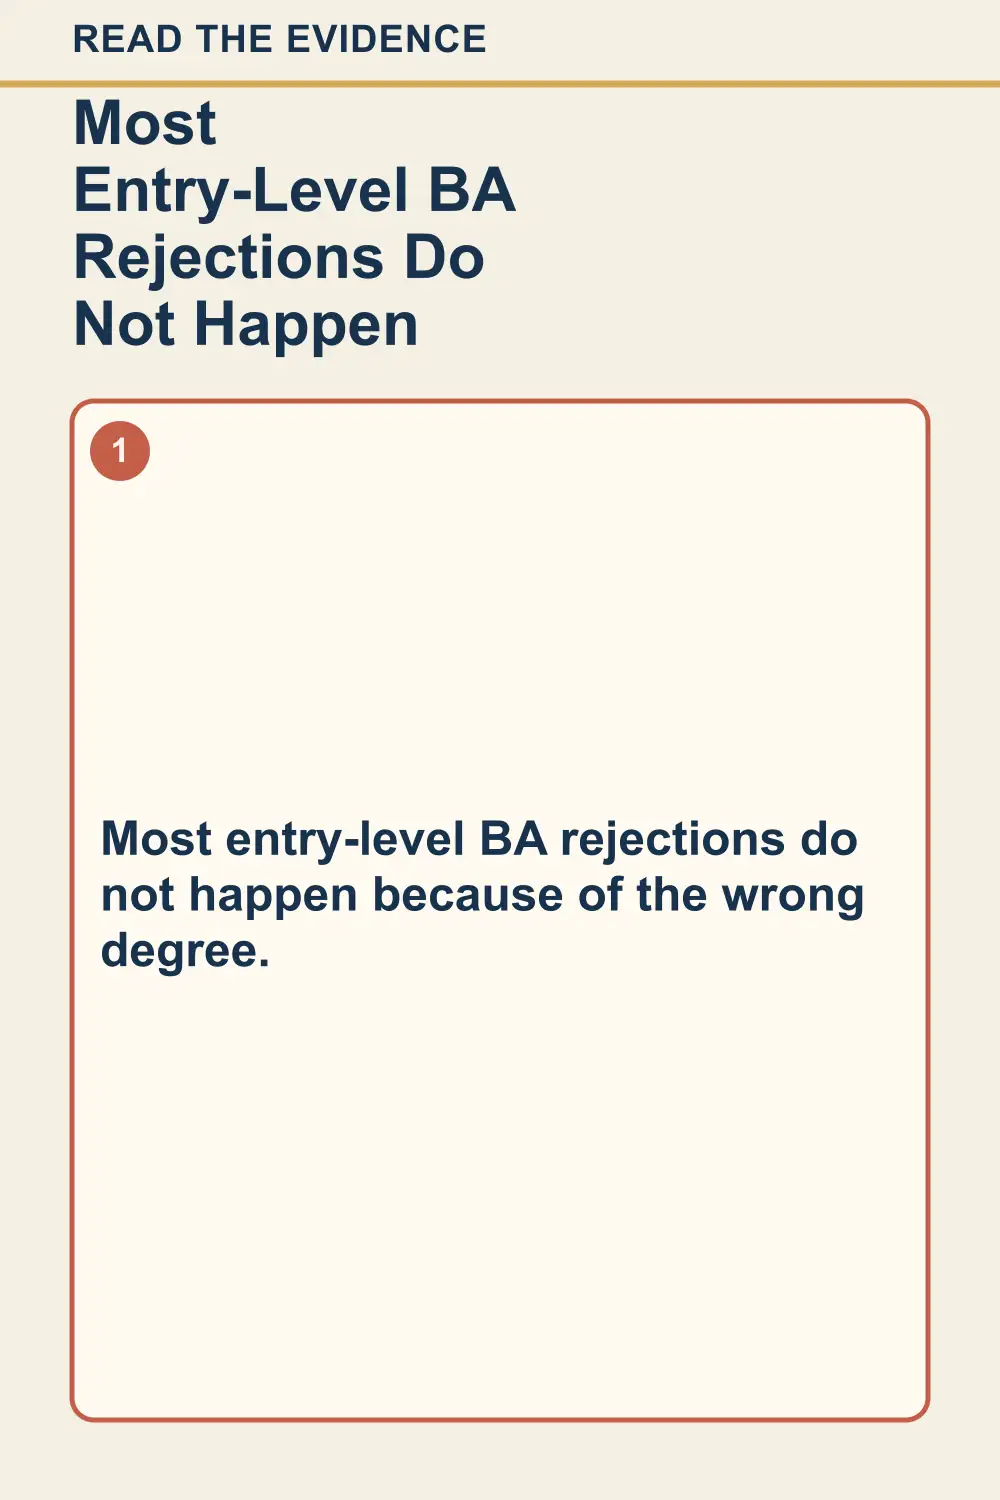 READ THE EVIDENCE
Most
Entry-Level BA
Rejections Do
Not Happen
1
Most entry-level BA rejections do
not happen because of the wrong
degree.